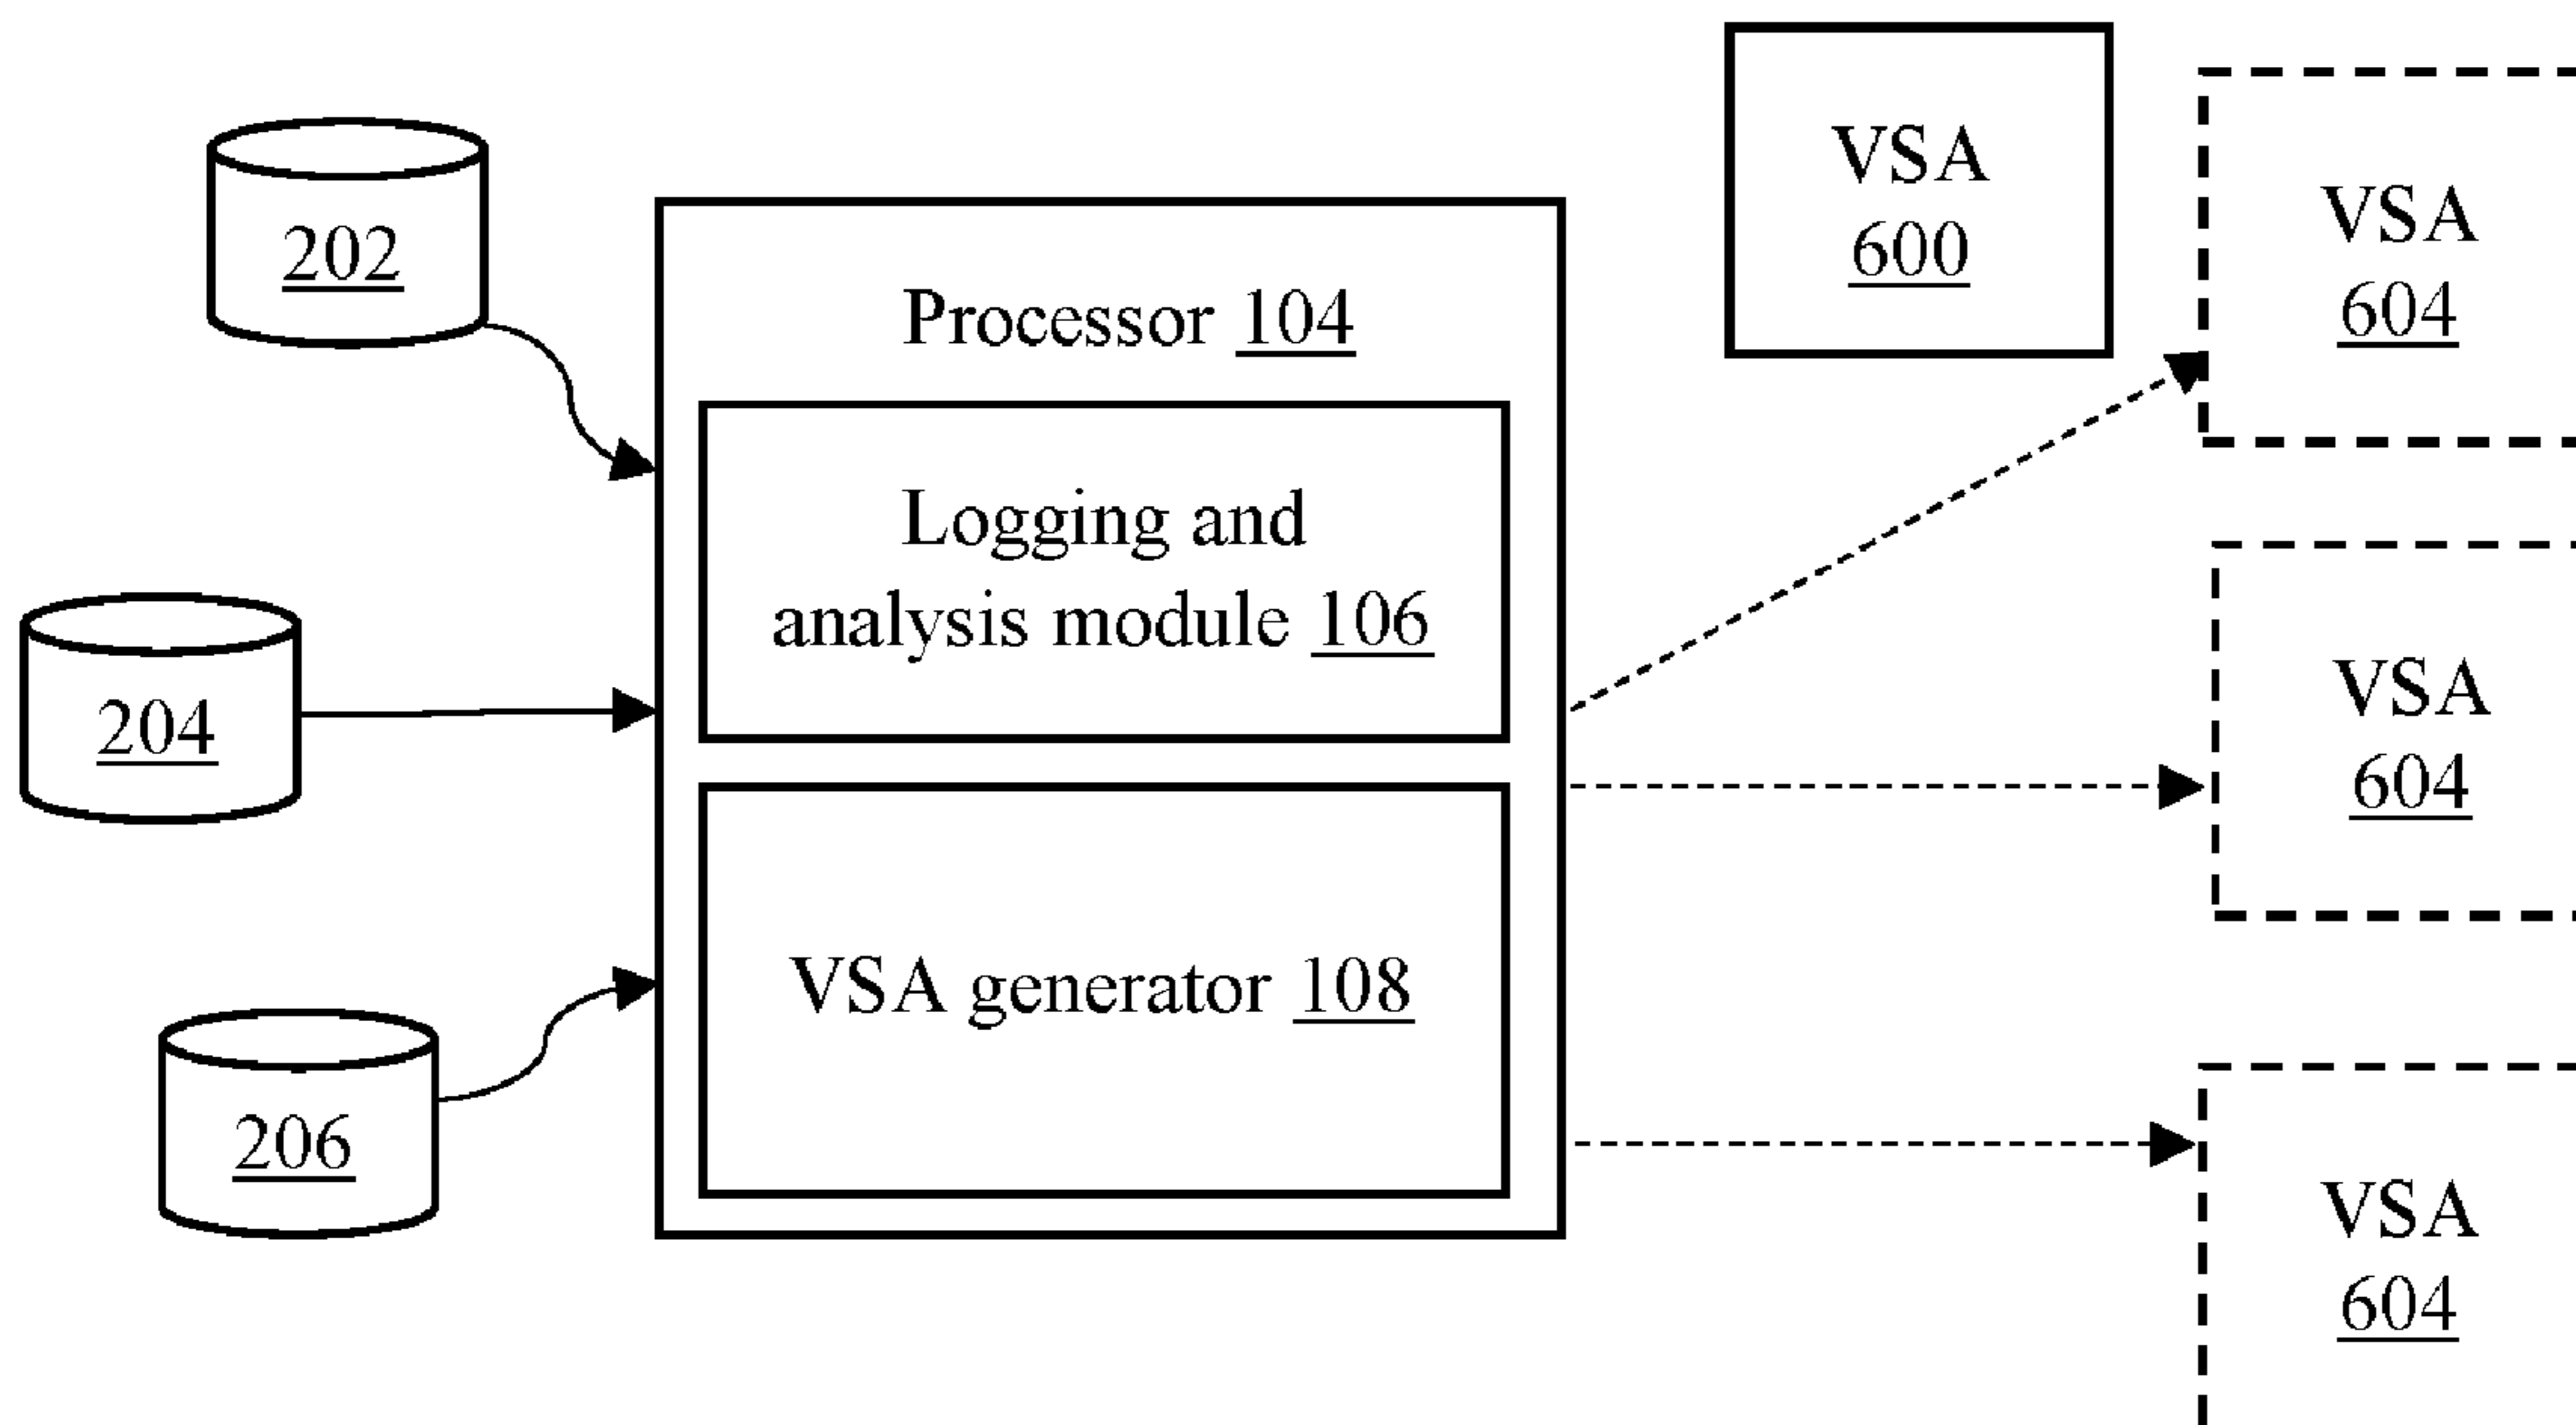 202
204
206
Processor 104
Logging and
analysis module 106
VSA generator 108
VSA
600
VSA
604
VSA
604
VSA
604